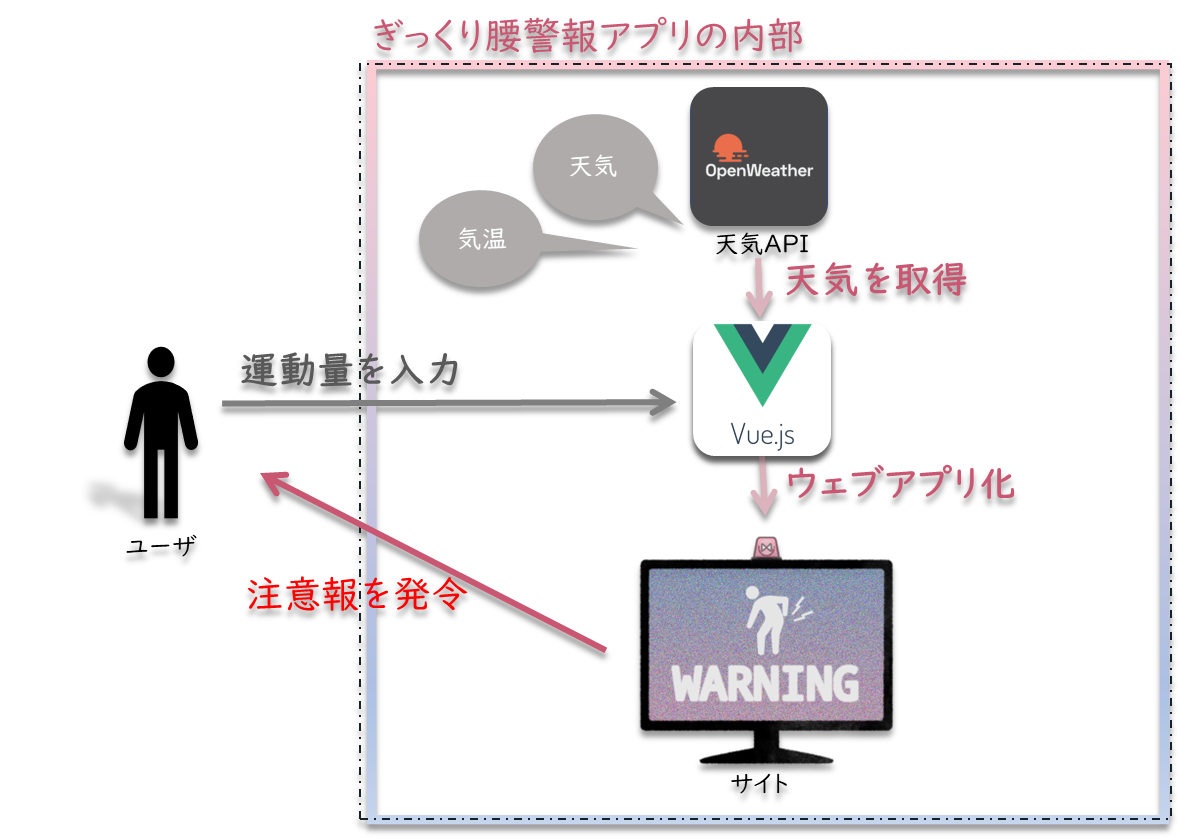 ぎっくり腰警報アプリの内部
OpenWeather
天気
気温
天気API
天気を取得
運動量を入力
Vue.js
ウェブアプリ化
ユーザ
注意報を発令
WARNING
サイト